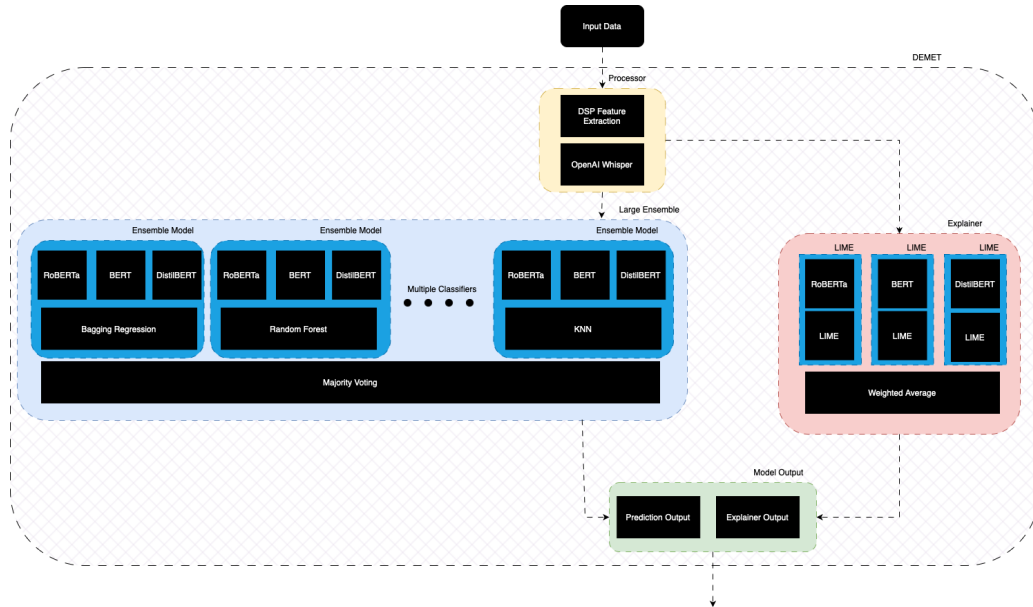 Input Data
DEMET
Processor
DSP Feature
Extraction
OpenAI Whisper
Large Ensemble
Ensemble Model
RoBERTa
BERT
DistilBERT
Bagging Regression
Ensemble Model
RoBERTa
BERT
DistilBERT
Random Forest
Multiple Classifiers
Ensemble Model
RoBERTa
BERT
DistilBERT
KNN
Majority Voting
Explainer
LIME
RoBERTa
LIME
LIME
BERT
LIME
LIME
DistilBERT
LIME
Weighted Average
Model Output
Prediction Output
Explainer Output